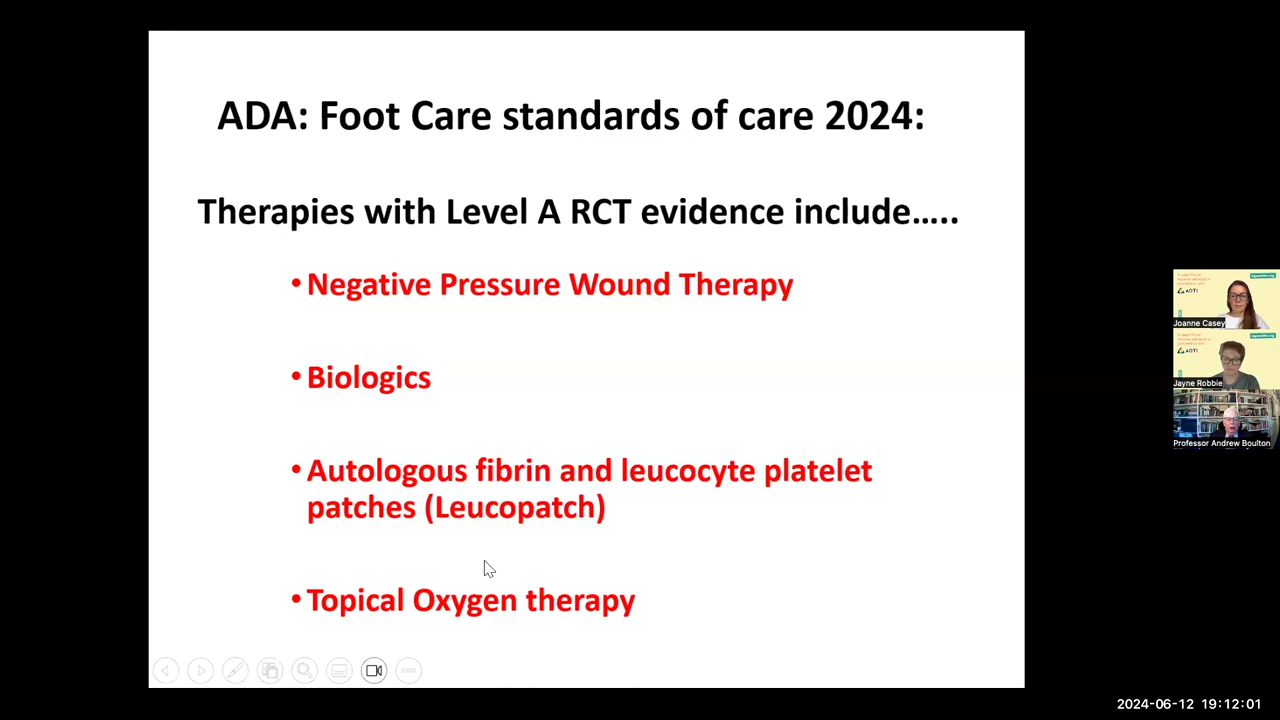 ADA: Foot Care standards of care 2024:
Therapies with Level A RCT evidence include…..
• Negative Pressure Wound Therapy
• Biologics
• Autologous fibrin and leucocyte platelet
patches (Leucopatch)
• Topical Oxygen therapy
AOTI
Joanne Casey
AOTI
Jayne Robbie
Professor Andrew Boulton
2024-06-12 19:12:01